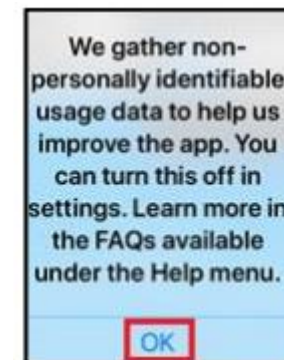 We gather non-
personally identifiable
usage data to help us
improve the app. You
can turn this off in
settings. Learn more in
the FAQs available
under the Help menu.
OK